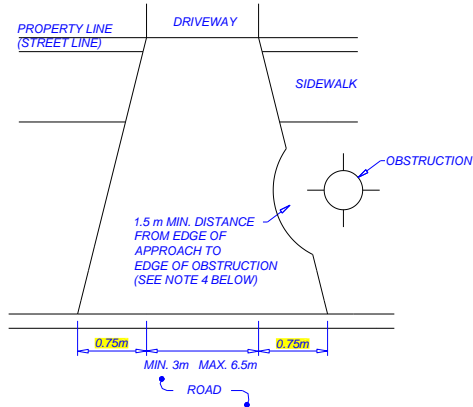 DRIVEWAY
PROPERTY LINE
(STREET LINE)
SIDEWALK
OBSTRUCTION
1.5 m MIN. DISTANCE
FROM EDGE OF
APPROACH TO
EDGE OF OBSTRUCTION
(SEE NOTE 4 BELOW)
0.75m
0.75m
MIN. 3m MAX. 6.5m
ROAD